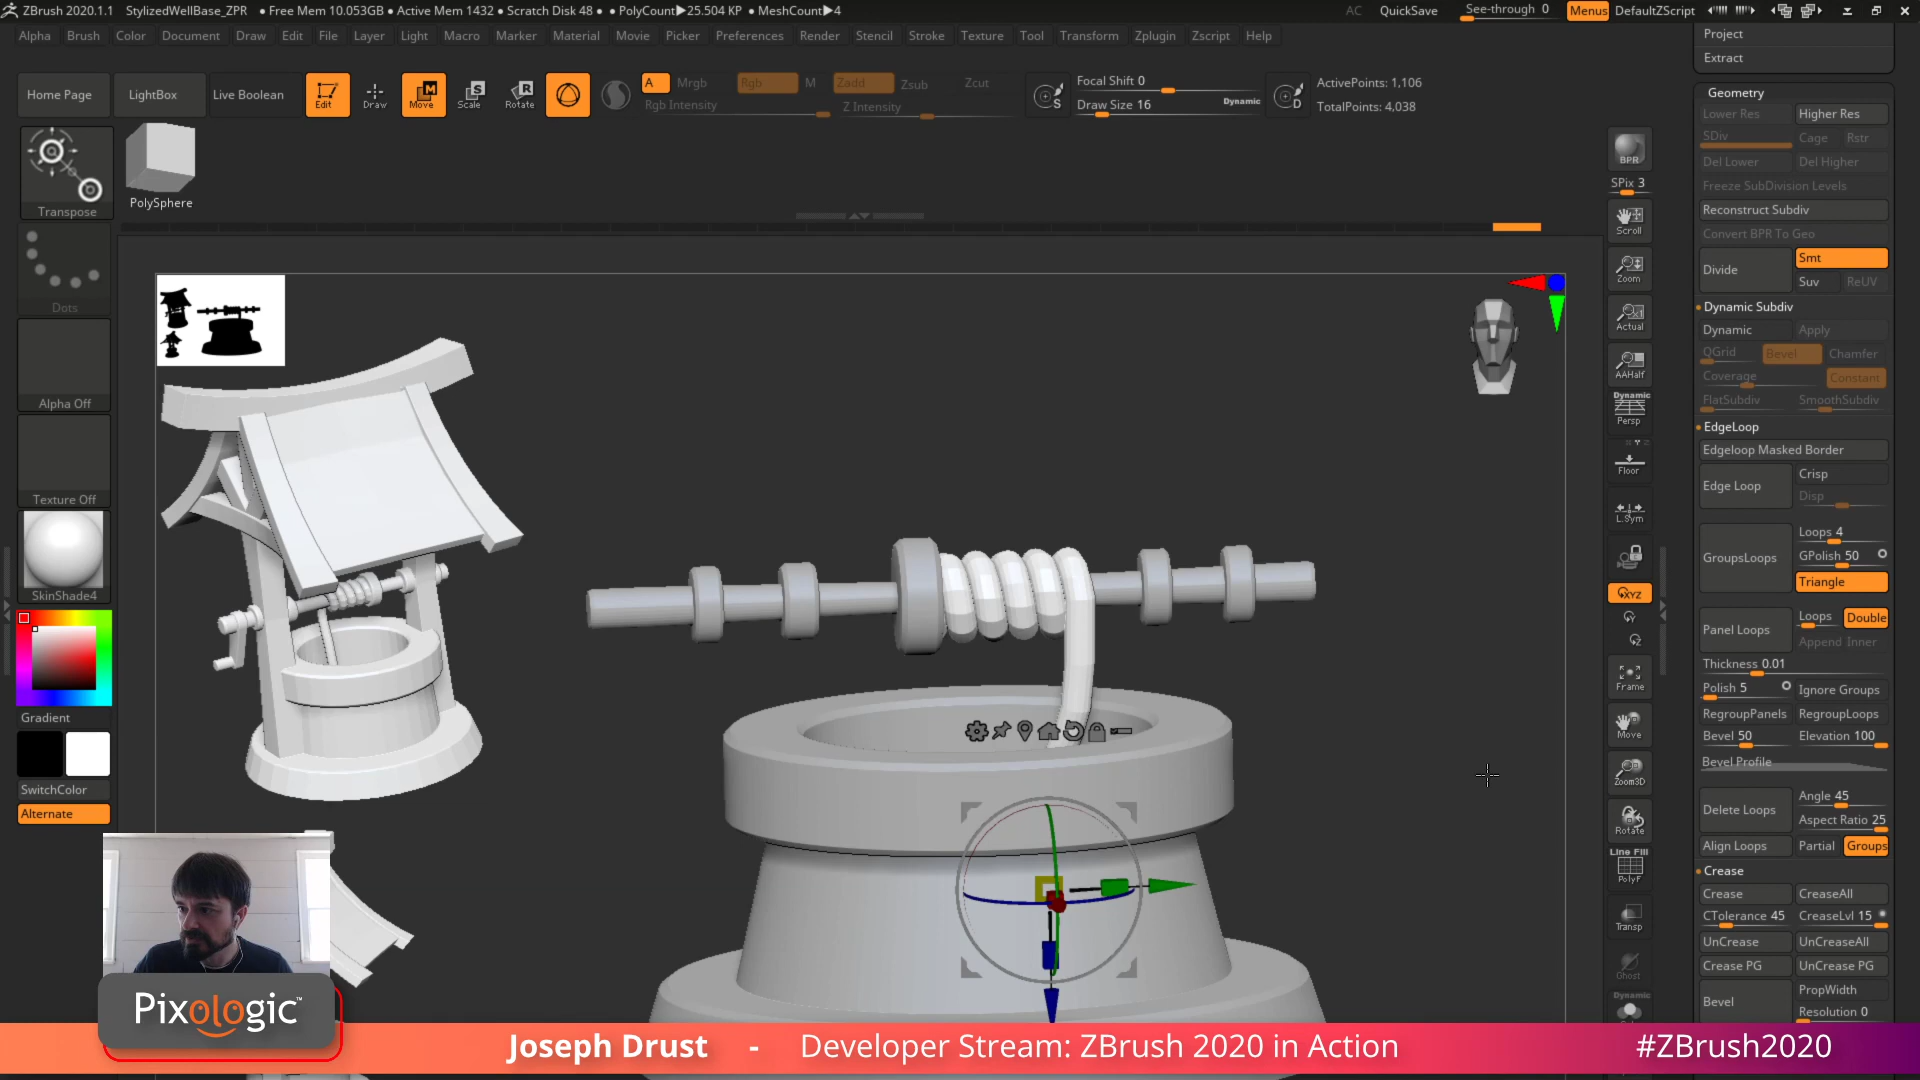 ZBrush 2020.1.1 StylizedWellBase_ZPR • Free Mem 10.053GB • Active Mem 1432 • Scratch Disk 48 • • PolyCount▶25.504 KP • MeshCount▶4 AC QuickSave See-through 0 Menus DefaultZScript
Alpha Brush Color Document Draw Edit File Layer Light Macro Marker Material Movie Picker Preferences Render Stencil Stroke Texture Tool Transform Zplugin Zscript Help
Home Page LightBox Live Boolean Edit Draw Move Scale Rotate
A Mrgb Rgb M Zadd Zsub Zcut
Rgb Intensity Z Intensity
S Focal Shift 0
Draw Size 16 Dynamic D
ActivePoints: 1,106
TotalPoints: 4,038
Transpose
PolySphere
Dots
Alpha Off
Texture Off
SkinShade4
Gradient
SwitchColor
Alternate
BPR
SPix 3
Scroll
Zoom
Actual
AAHalf
Dynamic
Persp
Floor
L.Sym
XYZ
Frame
Move
Zoom3D
Rotate
Line Fill
PolyF
Transp
Ghost
Dynamic
Project
Extract
Geometry
Lower Res Higher Res
SDiv Cage Rstr
Del Lower Del Higher
Freeze SubDivision Levels
Reconstruct Subdiv
Convert BPR To Geo
Divide Smt
Suv ReUV
Dynamic Subdiv
Dynamic Apply
QGrid Bevel Chamfer
Coverage Constant
FlatSubdiv SmoothSubdiv
EdgeLoop
Edgeloop Masked Border
Edge Loop Crisp
Disp
GroupsLoops Loops 4
GPolish 50
Triangle
Panel Loops Loops Double
Append Inner
Thickness 0.01
Polish 5 Ignore Groups
RegroupPanels RegroupLoops
Bevel 50 Elevation 100
Bevel Profile
Delete Loops Angle 45
Aspect Ratio 25
Align Loops Partial Groups
Crease
Crease CreaseAll
CTolerance 45 CreaseLvl 15
UnCrease UnCreaseAll
Crease PG UnCrease PG
Bevel PropWidth
Resolution 0
Pixologic™
Joseph Drust - Developer Stream: ZBrush 2020 in Action #ZBrush2020